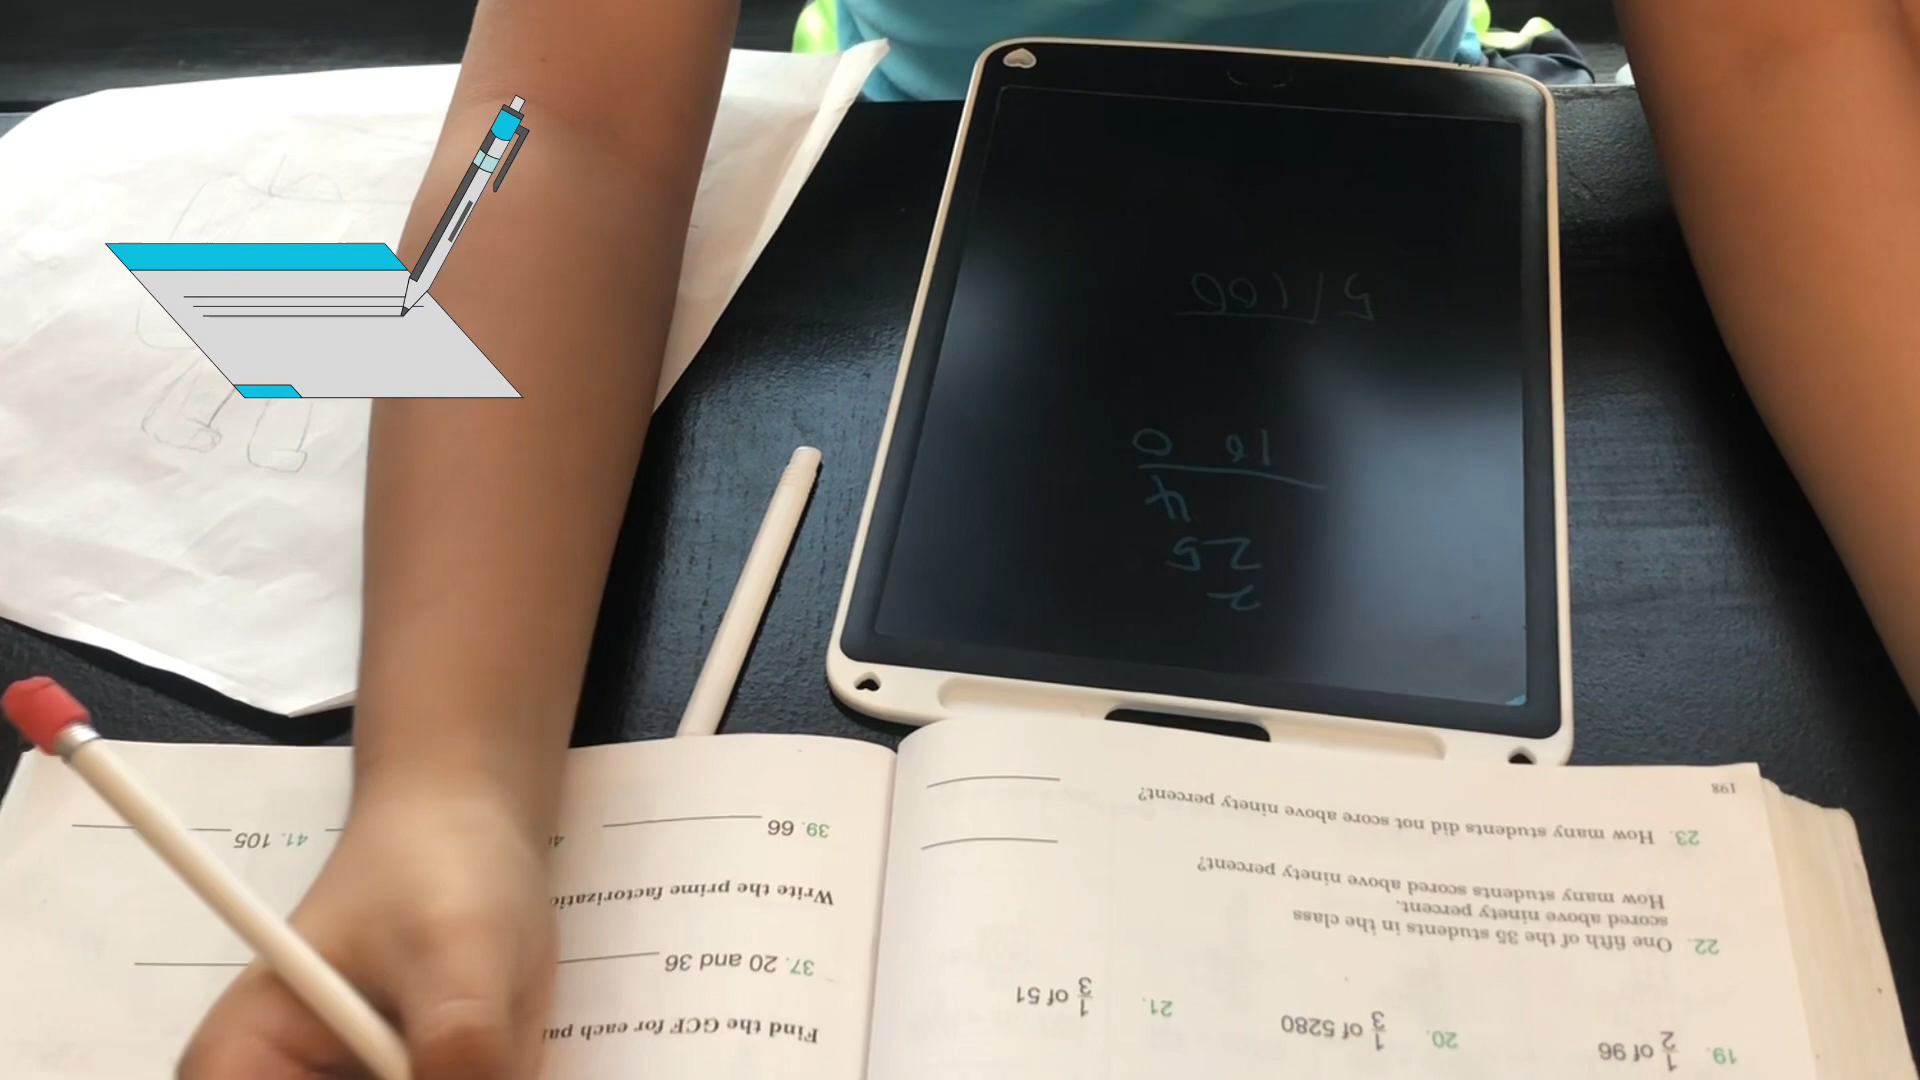 19. 1/2 of 96
20. 1/3 of 5280
21. 1/3 of 51
22. One fifth of the 35 students in the class
scored above ninety percent.
How many students scored above ninety percent?
23. How many students did not score above ninety percent?
198
Find the GCF for each
37. 20 and 36
Write the prime
39. 66
41. 105
2
25
4
10 0
5/100